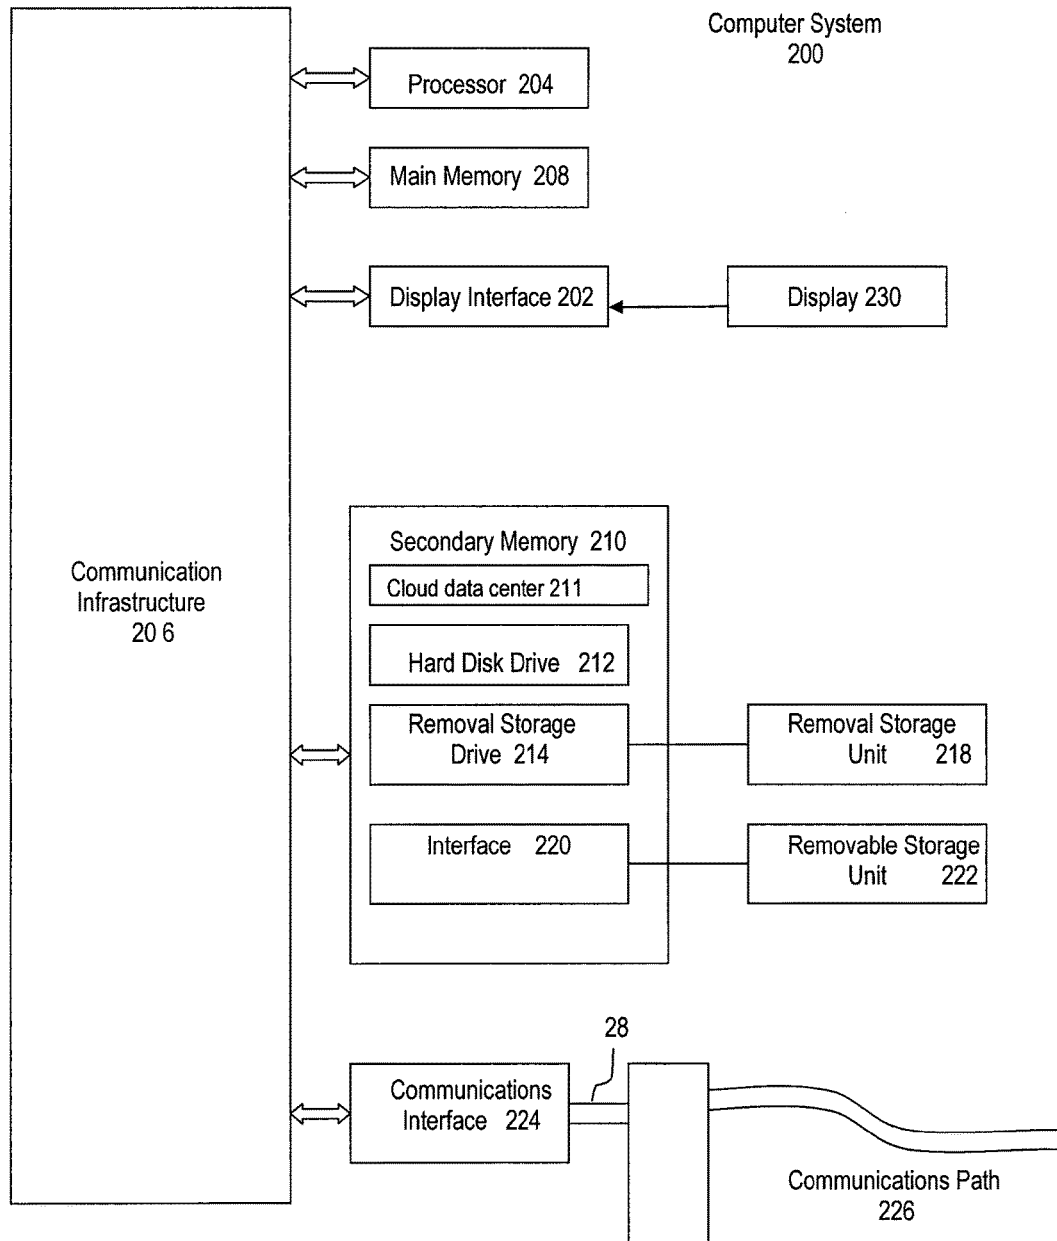 Computer System
200
Processor 204
Main Memory 208
Display Interface 202
Display 230
Communication
Infrastructure
20 6
Secondary Memory 210
Cloud data center 211
Hard Disk Drive 212
Removal Storage
Drive 214
Removal Storage
Unit 218
Interface 220
Removable Storage
Unit 222
28
Communications
Interface 224
Communications Path
226